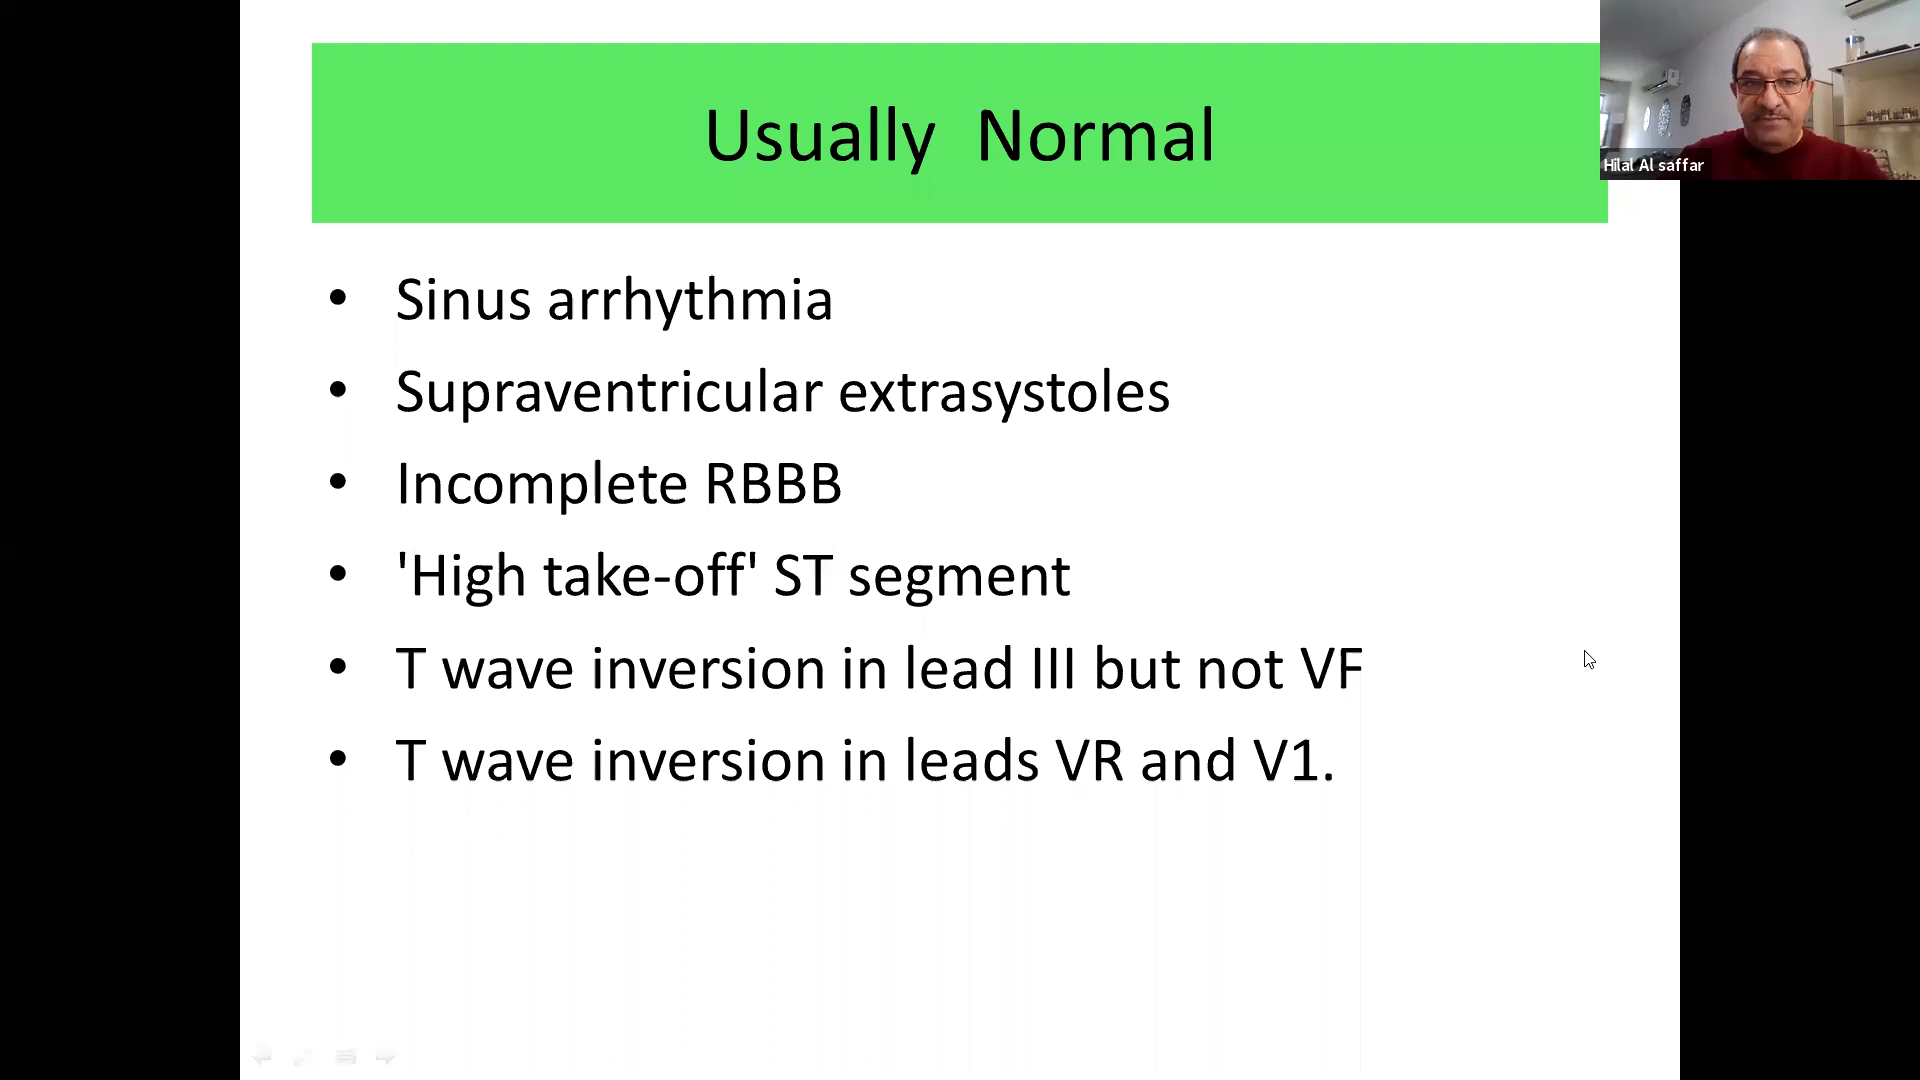 Usually Normal
Hilal Al saffar
• Sinus arrhythmia
• Supraventricular extrasystoles
• Incomplete RBBB
• 'High take-off' ST segment
• T wave inversion in lead III but not VF
• T wave inversion in leads VR and V1.